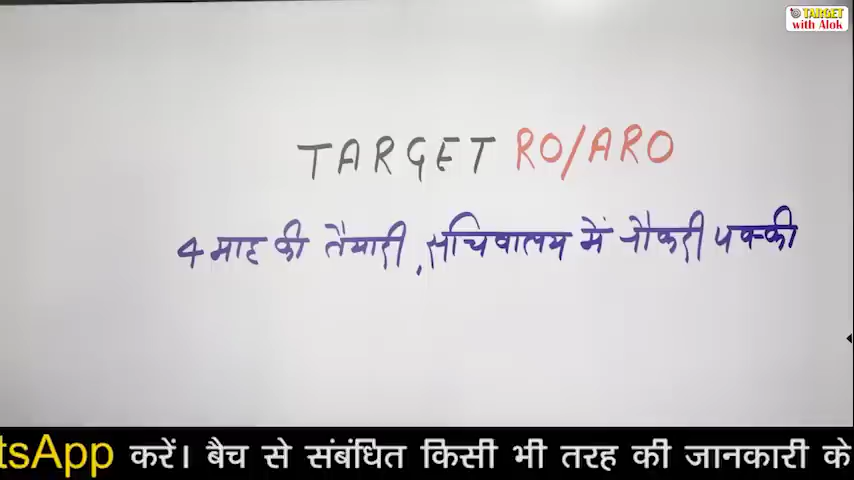 TARGET
with Alok
TARGET RO/ARO
4 माह की तैयारी, सचिवालय में नौकरी पक्की
tsApp करें। बैच से संबंधित किसी भी तरह की जानकारी के